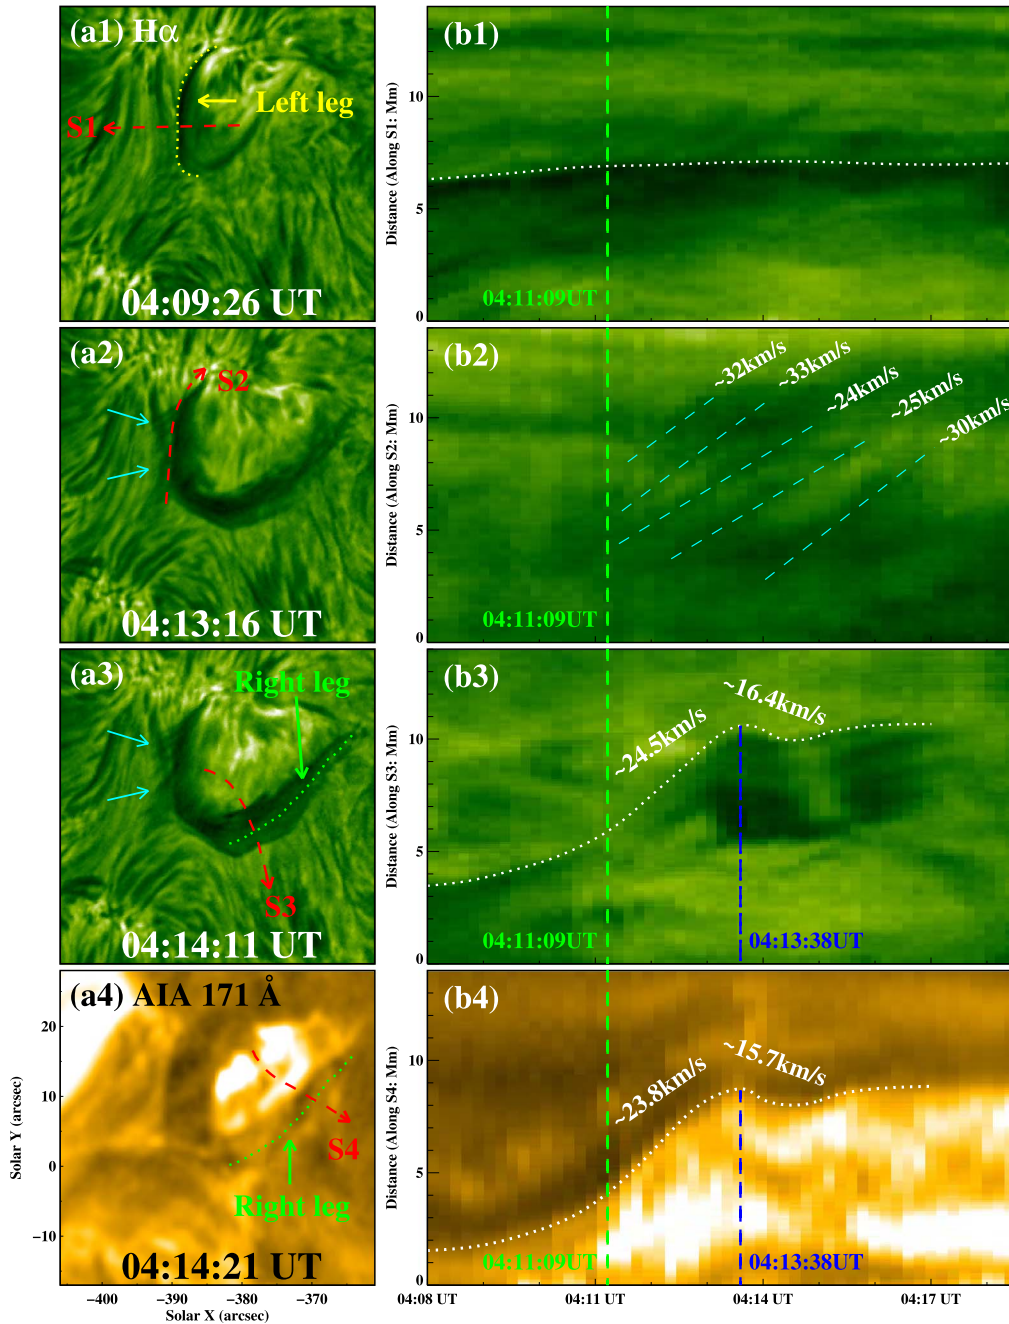 (a1) Hα
Left leg
S1
04:09:26 UT
(b1)
Distance (Along S1: Mm)
10
5
0
04:11:09UT
(a2)
S2
04:13:16 UT
(b2)
Distance (Along S2: Mm)
10
5
0
~32km/s
~33km/s
~24km/s
~25km/s
~30km/s
04:11:09UT
(a3)
Right leg
S3
04:14:11 UT
(b3)
Distance (Along S3: Mm)
10
5
0
~24.5km/s
~16.4km/s
04:11:09UT
04:13:38UT
(a4) AIA 171 Å
S4
Right leg
04:14:21 UT
Solar Y (arcsec)
20
10
0
−10
−400
−390
−380
−370
Solar X (arcsec)
(b4)
Distance (Along S4: Mm)
10
5
0
~23.8km/s
~15.7km/s
04:11:09UT
04:13:38UT
04:08 UT
04:11 UT
04:14 UT
04:17 UT